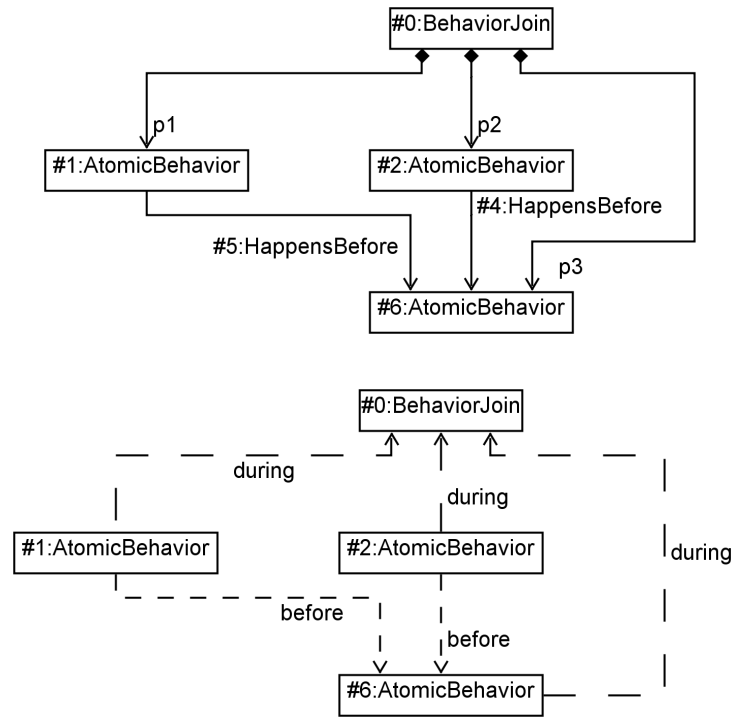 #0:BehaviorJoin
p1
p2
#1:AtomicBehavior
#2:AtomicBehavior
#4:HappensBefore
#5:HappensBefore
p3
#6:AtomicBehavior
#0:BehaviorJoin
during
during
#1:AtomicBehavior
#2:AtomicBehavior
during
before
before
#6:AtomicBehavior